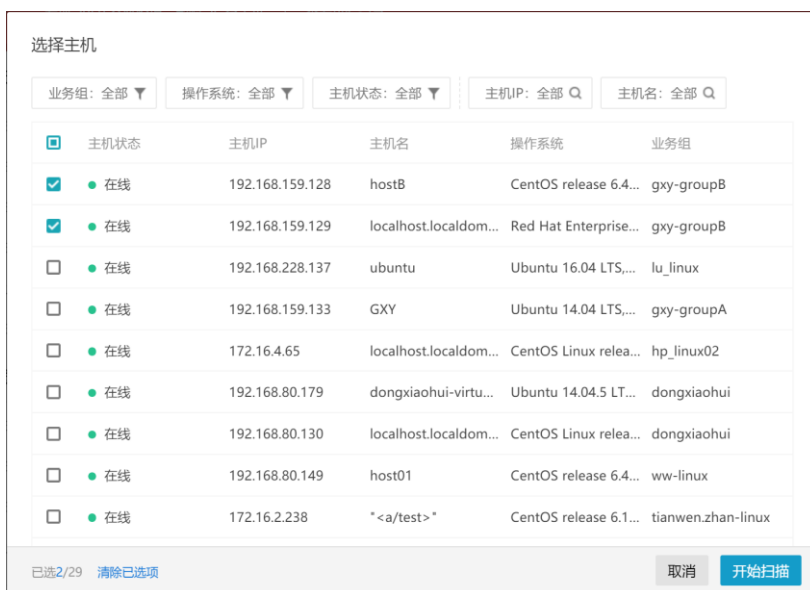 选择主机
业务组：全部 操作系统：全部 主机状态：全部 主机IP：全部 主机名：全部
主机状态 主机IP 主机名 操作系统 业务组
在线 192.168.159.128 hostB CentOS release 6.4... gxy-groupB
在线 192.168.159.129 localhost.localdom... Red Hat Enterprise... gxy-groupB
在线 192.168.228.137 ubuntu Ubuntu 16.04 LTS,... lu_linux
在线 192.168.159.133 GXY Ubuntu 14.04 LTS,... gxy-groupA
在线 172.16.4.65 localhost.localdom... CentOS Linux relea... hp_linux02
在线 192.168.80.179 dongxiaohui-virtu... Ubuntu 14.04.5 LT... dongxiaohui
在线 192.168.80.130 localhost.localdom... CentOS Linux relea... dongxiaohui
在线 192.168.80.149 host01 CentOS release 6.4... ww-linux
在线 172.16.2.238 "<a/test>" CentOS release 6.1... tianwen.zhan-linux
已选2/29 清除已选项 取消 开始扫描